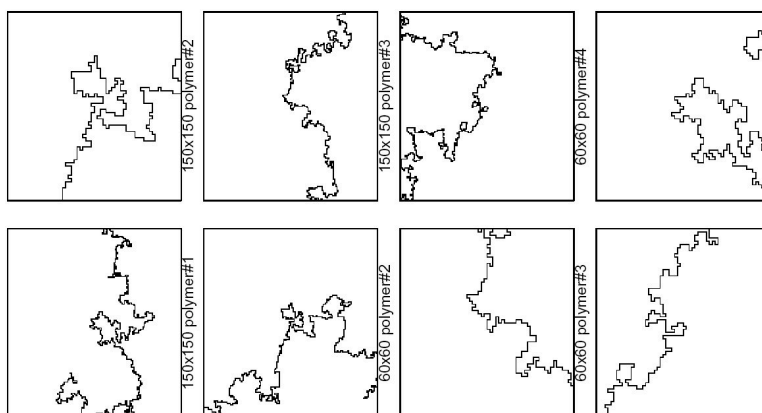 150x150 polymer#2
150x150 polymer#3
60x60 polymer#4
150x150 polymer#1
60x60 polymer#2
60x60 polymer#3